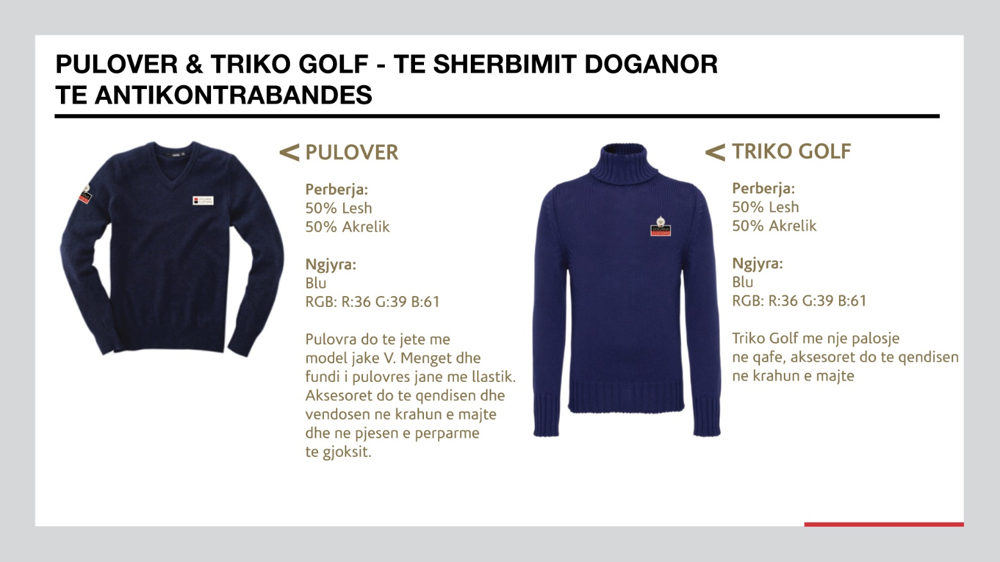 PULOVER & TRIKO GOLF - TE SHERBIMIT DOGANOR
TE ANTIKONTRABANDES
< PULOVER
Perberja:
50% Lesh
50% Akrelik
Ngjyra:
Blu
RGB: R:36 G:39 B:61
Pulovra do te jete me
model jake V. Menget dhe
fundi i pulovres jane me llastik.
Aksesoret do te qendisen dhe
vendosen ne krahun e majte
dhe ne pjesen e perparme
te gjoksit.
DOGANA
CUSTOMS
< TRIKO GOLF
Perberja:
50% Lesh
50% Akrelik
Ngjyra:
Blu
RGB: R:36 G:39 B:61
Triko Golf me nje palosje
ne qafe, aksesoret do te qendisen
ne krahun e majte
DOGANA
CUSTOMS